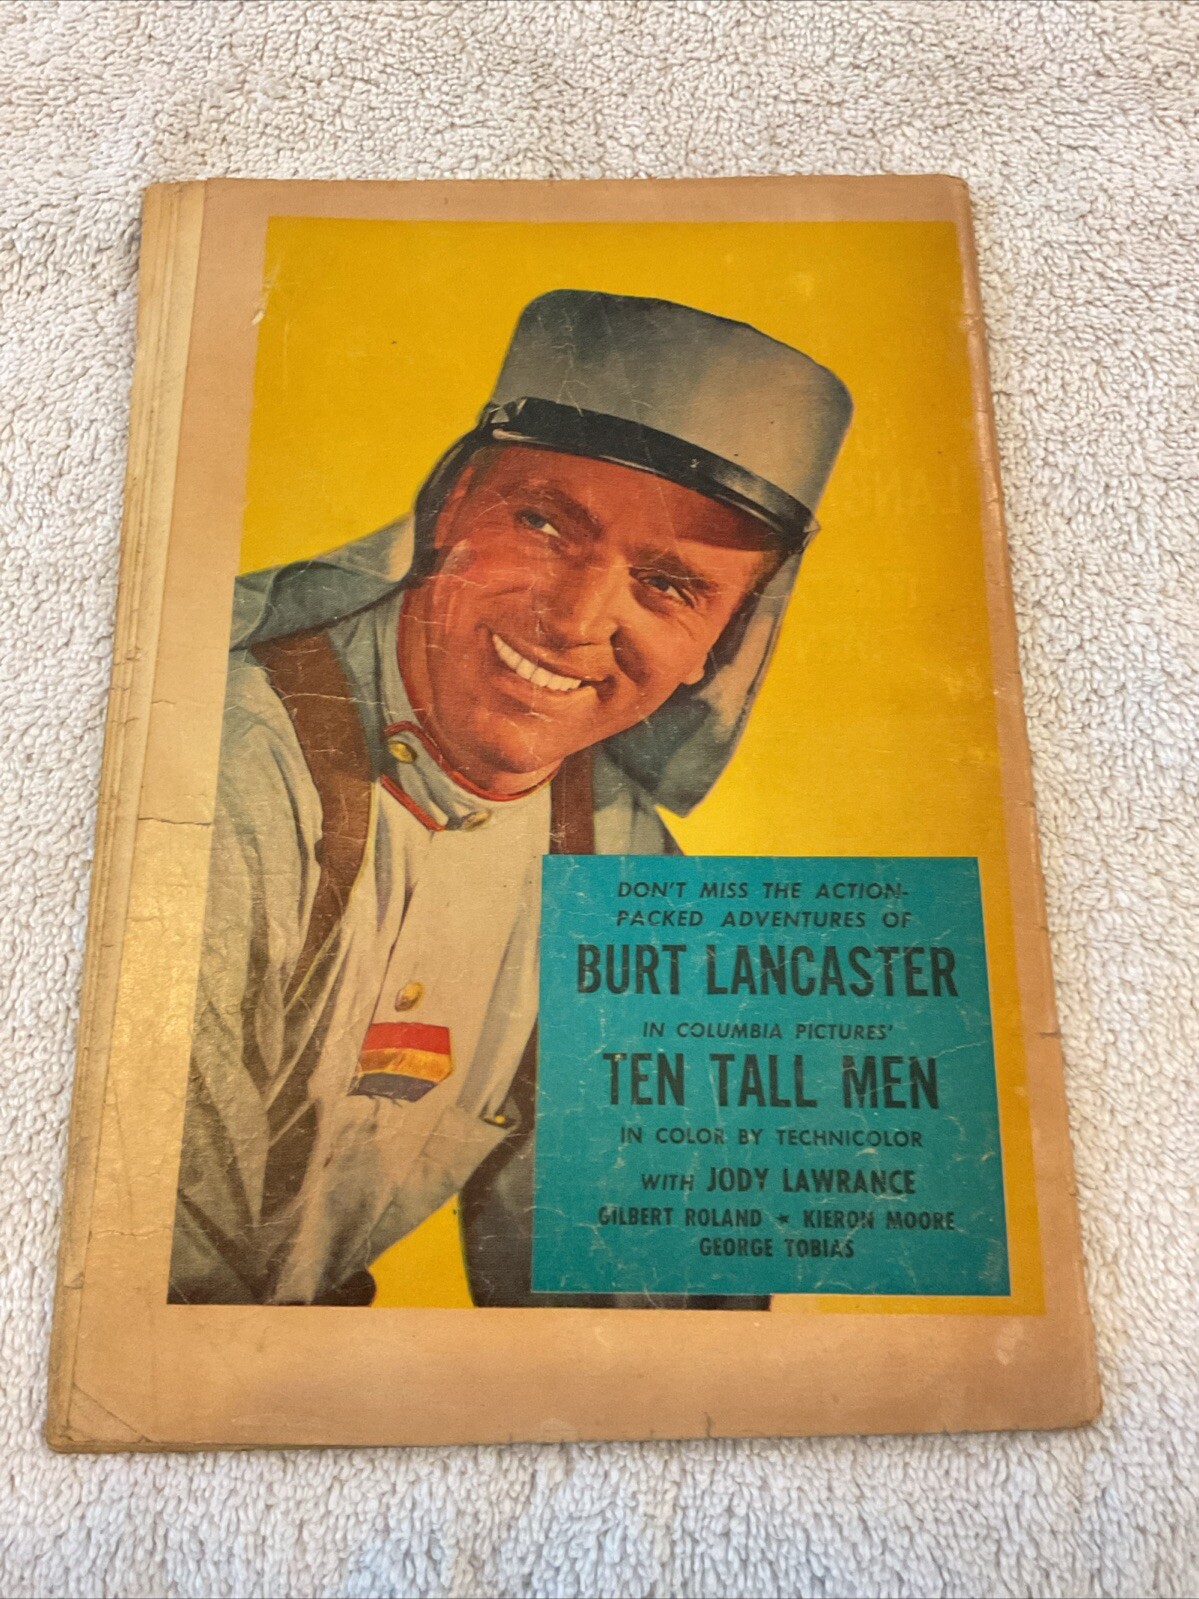 DON'T MISS THE ACTION-
PACKED ADVENTURES OF
BURT LANCASTER
IN COLUMBIA PICTURES'
TEN TALL MEN
IN COLOR BY TECHNICOLOR
WITH JODY LAWRANCE
GILBERT ROLAND ★ KIERON MOORE
GEORGE TOBIAS